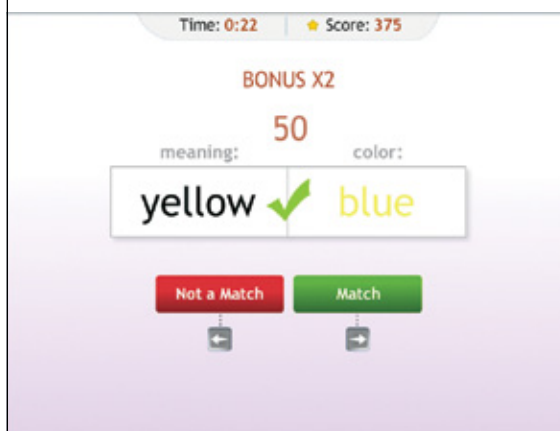 Time: 0:22 Score: 375
BONUS X2
50
meaning: color:
yellow blue
Not a Match Match